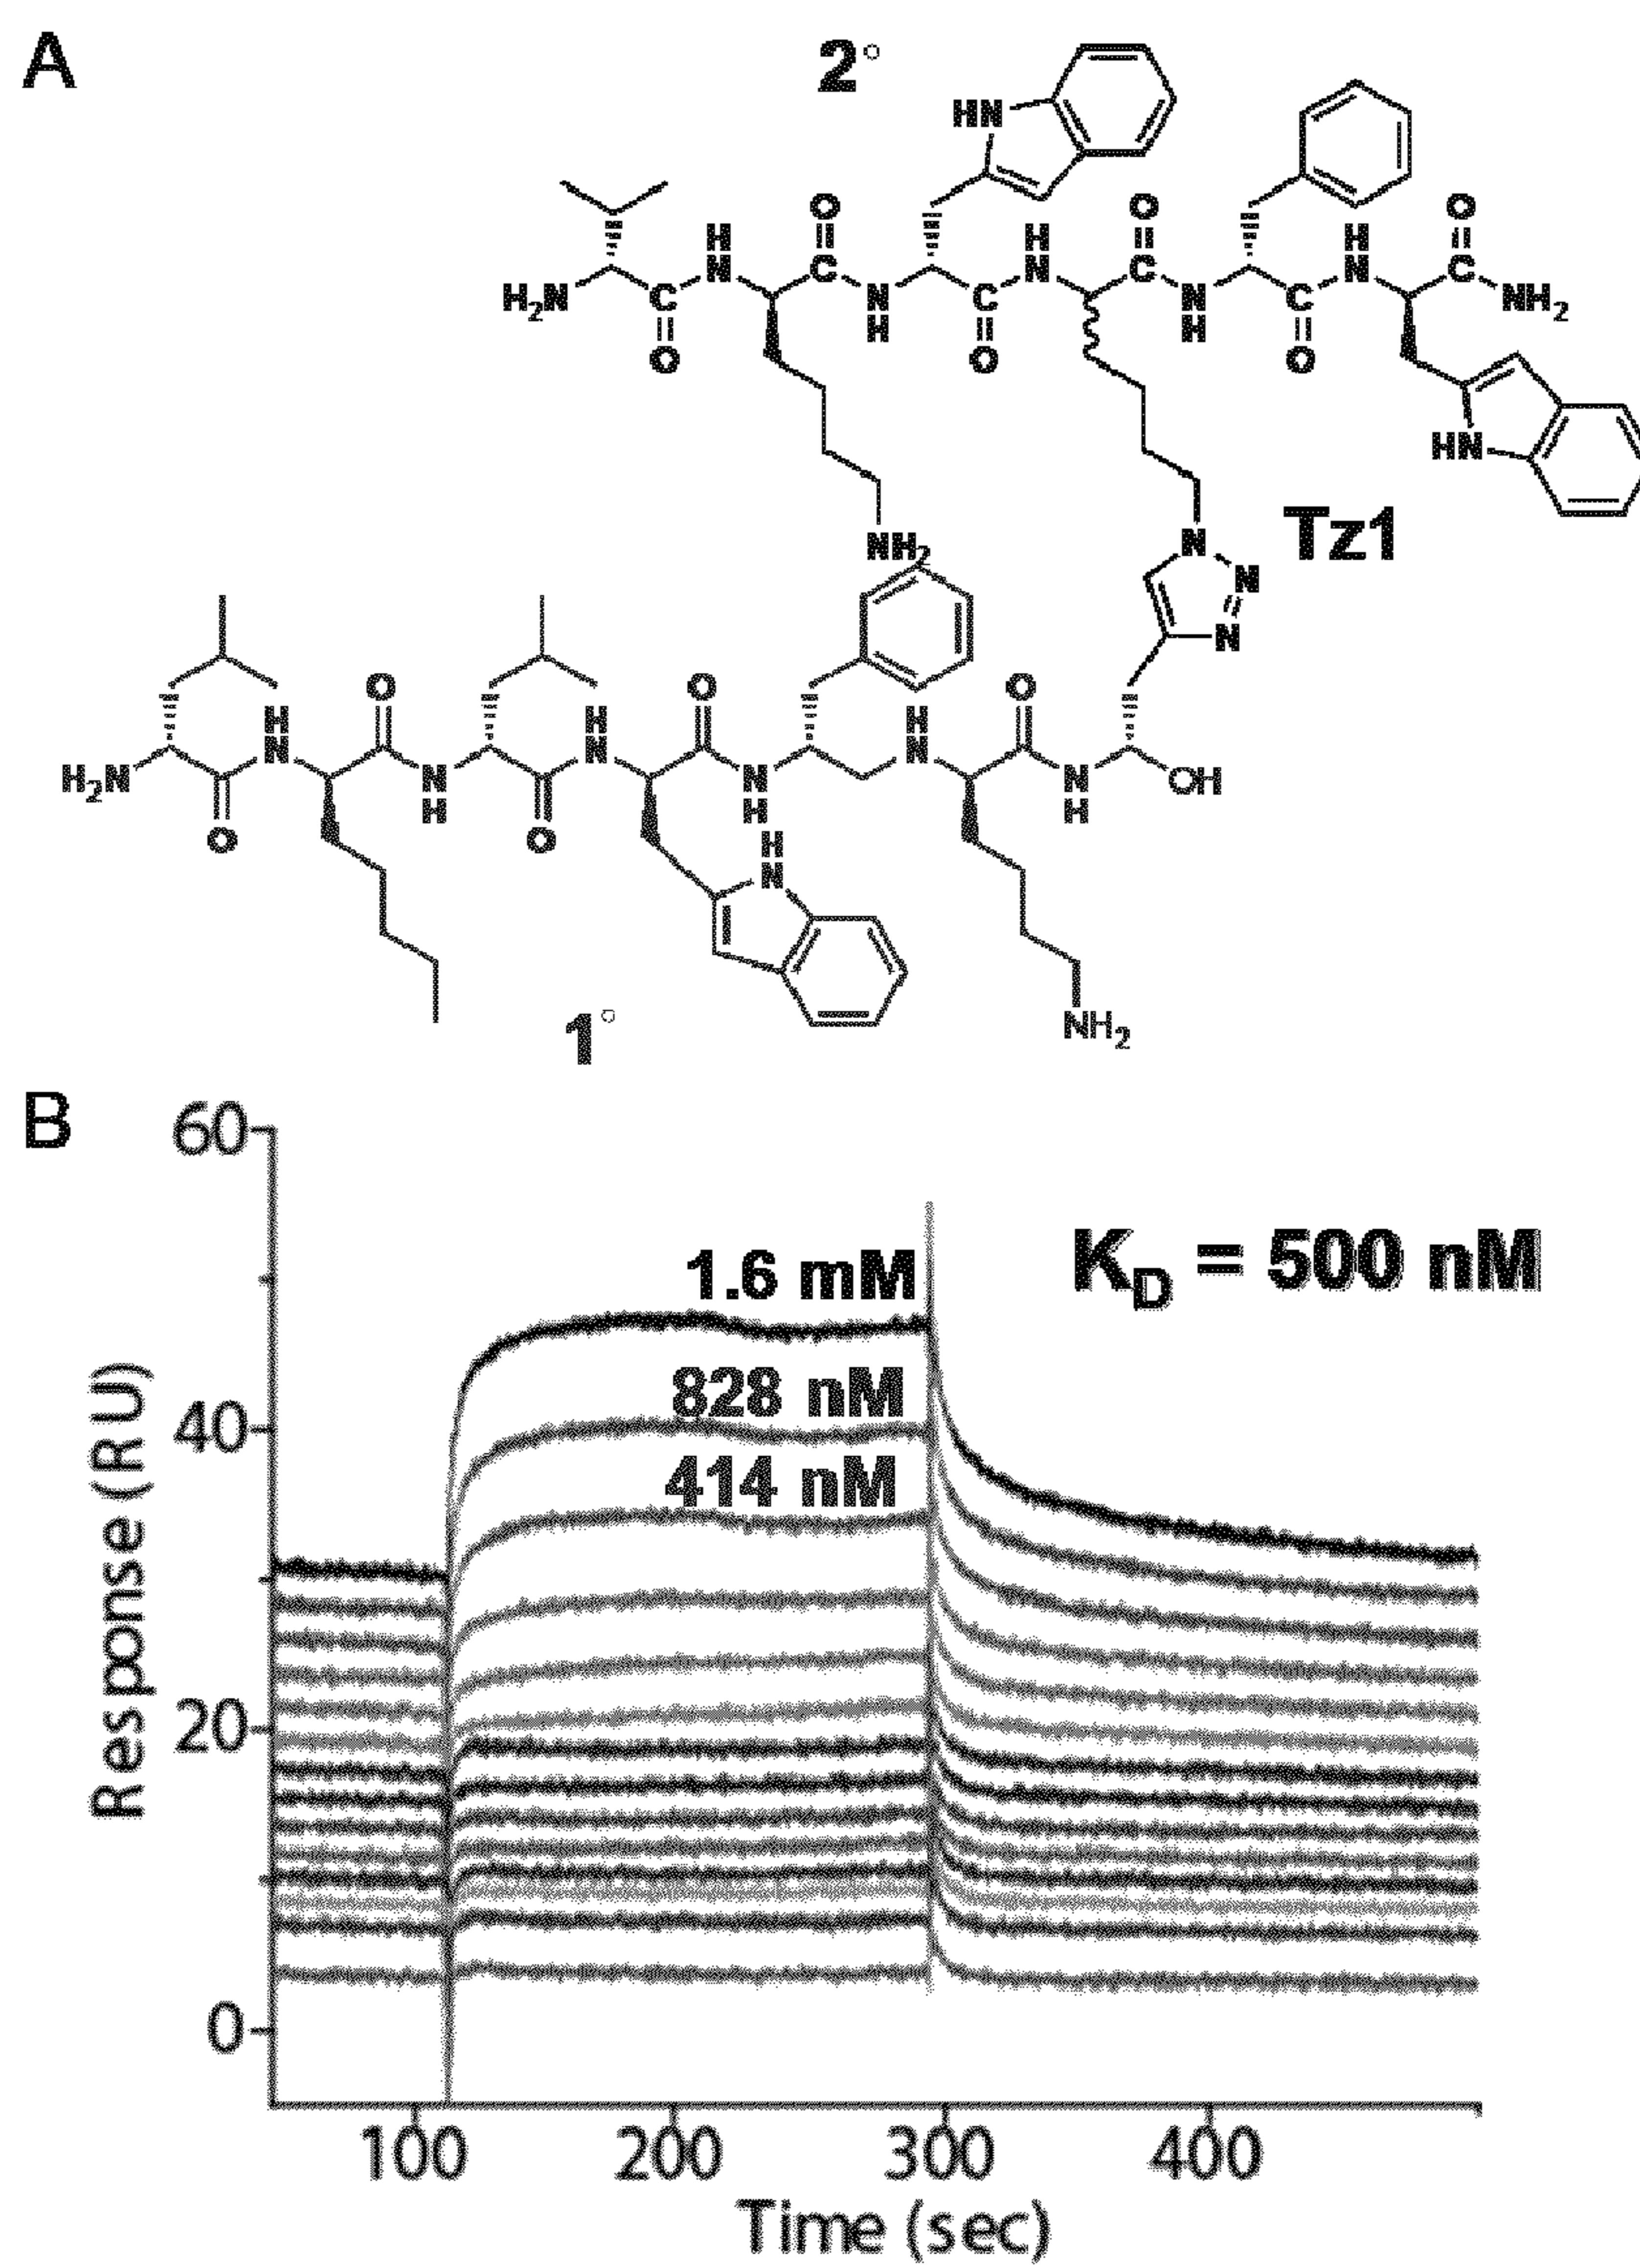 A
2°
HN
O O O
H H H
N C N C N C
H₂N C N C N C NH₂
H H H
O O O
HN
NH₂
N
Tz1
N
N
O O O
H H H
N N N
H₂N N N N OH
H H H
O O
H
N
NH₂
1°
B
60
1.6 mM
K_D = 500 nM
828 nM
40
414 nM
Response (RU)
20
0
100 200 300 400
Time (sec)